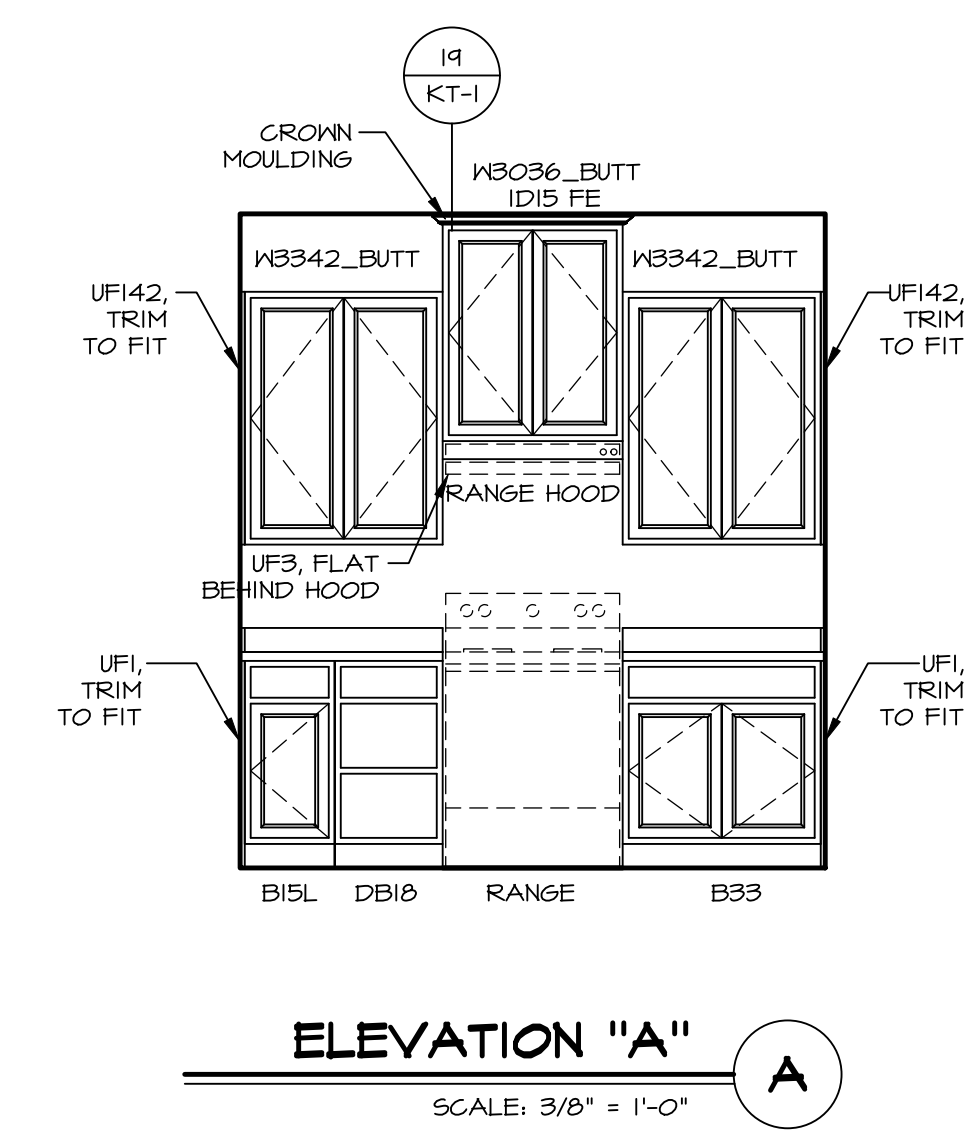 19
KT-1
CROWN
MOULDING
W3036_BUTT
1D15 FE
W3342_BUTT
W3342_BUTT
UF142,
TRIM
TO FIT
UF142,
TRIM
TO FIT
RANGE HOOD
UF3, FLAT
BEHIND HOOD
UF1,
TRIM
TO FIT
UF1,
TRIM
TO FIT
B15L
DB18
RANGE
B33
ELEVATION "A"
A
SCALE: 3/8" = 1'-0"